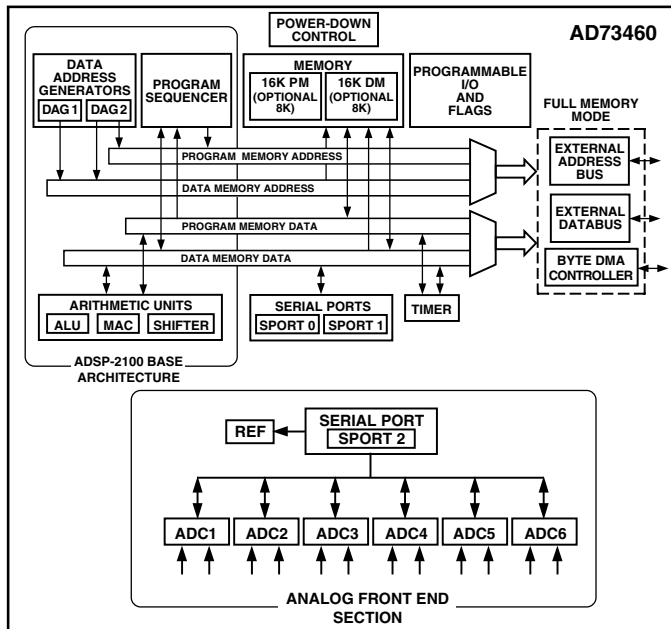 POWER-DOWN
CONTROL
AD73460
DATA
ADDRESS
GENERATORS
DAG 1
DAG 2
PROGRAM
SEQUENCER
MEMORY
16K PM
(OPTIONAL
8K)
16K DM
(OPTIONAL
8K)
PROGRAMMABLE
I/O
AND
FLAGS
FULL MEMORY
MODE
PROGRAM MEMORY ADDRESS
DATA MEMORY ADDRESS
PROGRAM MEMORY DATA
DATA MEMORY DATA
EXTERNAL
ADDRESS
BUS
EXTERNAL
DATABUS
BYTE DMA
CONTROLLER
ARITHMETIC UNITS
ALU
MAC
SHIFTER
SERIAL PORTS
SPORT 0
SPORT 1
TIMER
ADSP-2100 BASE
ARCHITECTURE
REF
SERIAL PORT
SPORT 2
ADC1
ADC2
ADC3
ADC4
ADC5
ADC6
ANALOG FRONT END
SECTION